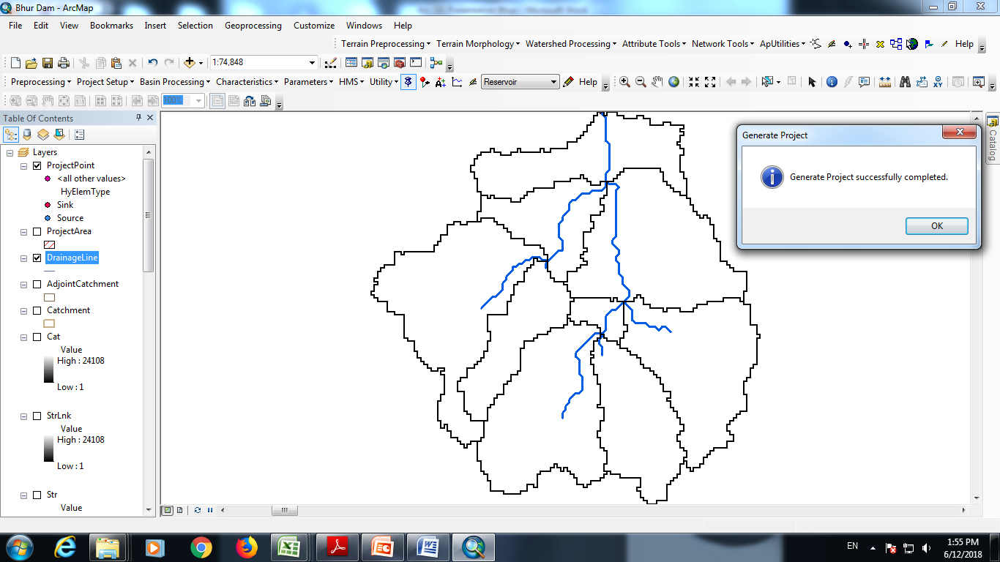 Bhur Dam - ArcMap
File Edit View Bookmarks Insert Selection Geoprocessing Customize Windows Help
Terrain Preprocessing Terrain Morphology Watershed Processing Attribute Tools Network Tools ApUtilities Help
1:74,848
Preprocessing Project Setup Basin Processing Characteristics Parameters HMS Utility Reservoir Help
100%
Table Of Contents
Layers
ProjectPoint
<all other values>
HyElemType
Sink
Source
ProjectArea
DrainageLine
AdjointCatchment
Catchment
Cat
Value
High : 24108
Low : 1
StrLnk
Value
High : 24108
Low : 1
Str
Value
Generate Project
Generate Project successfully completed.
OK
Catalog
EN
1:55 PM
6/12/2018